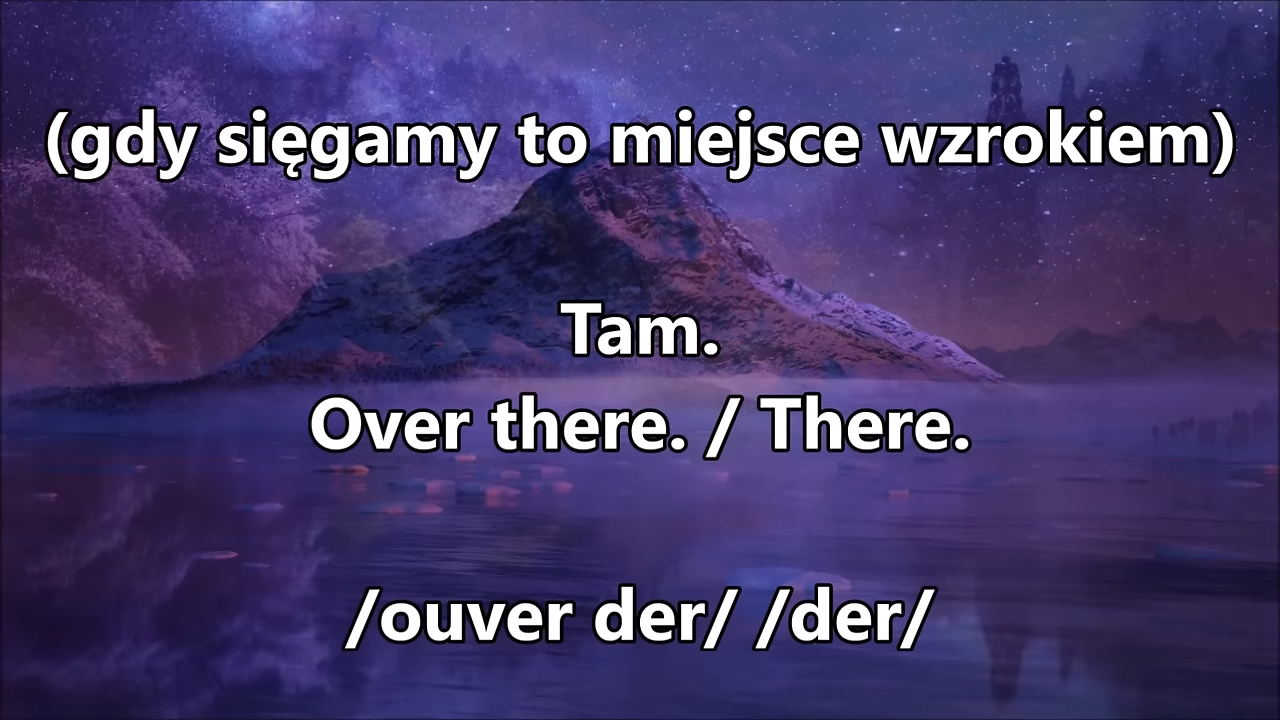 (gdy sięgamy to miejsce wzrokiem)
Tam.
Over there. / There.
/ouver der/ /der/